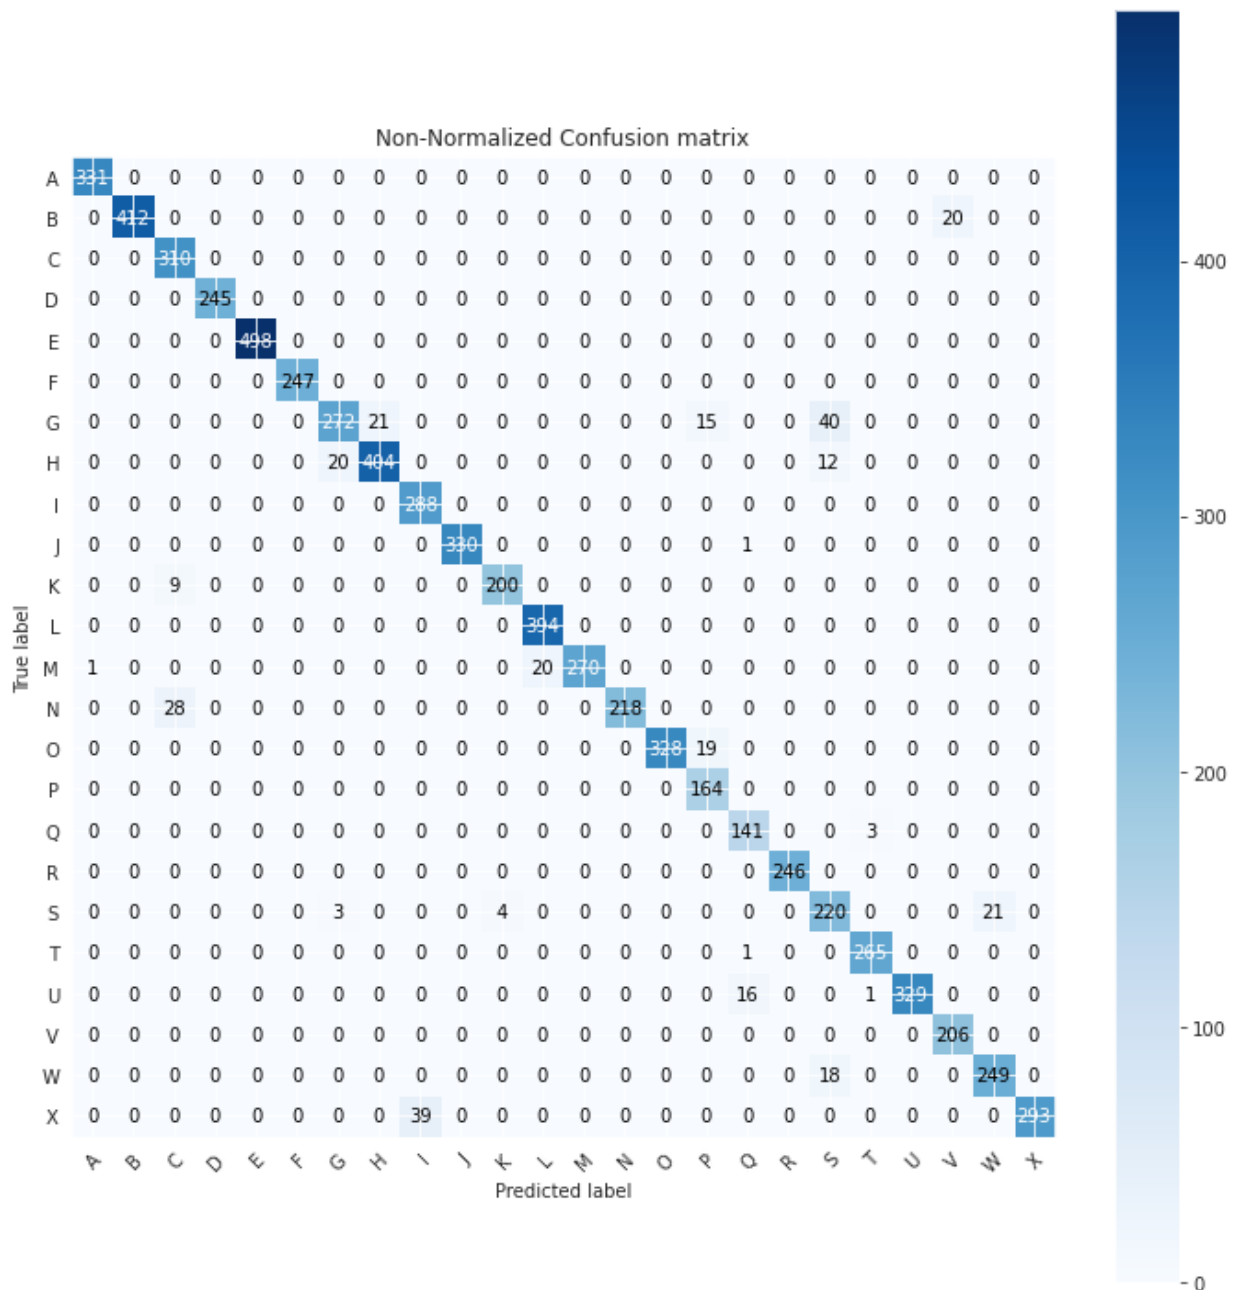 Non-Normalized Confusion matrix
A 331 0 0 0 0 0 0 0 0 0 0 0 0 0 0 0 0 0 0 0 0 0 0 0
B 0 412 0 0 0 0 0 0 0 0 0 0 0 0 0 0 0 0 0 0 0 20 0 0
C 0 0 310 0 0 0 0 0 0 0 0 0 0 0 0 0 0 0 0 0 0 0 0 0
D 0 0 0 245 0 0 0 0 0 0 0 0 0 0 0 0 0 0 0 0 0 0 0 0
E 0 0 0 0 498 0 0 0 0 0 0 0 0 0 0 0 0 0 0 0 0 0 0 0
F 0 0 0 0 0 247 0 0 0 0 0 0 0 0 0 0 0 0 0 0 0 0 0 0
G 0 0 0 0 0 0 272 21 0 0 0 0 0 0 0 15 0 0 40 0 0 0 0 0
H 0 0 0 0 0 0 20 404 0 0 0 0 0 0 0 0 0 0 12 0 0 0 0 0
I 0 0 0 0 0 0 0 0 288 0 0 0 0 0 0 0 0 0 0 0 0 0 0 0
J 0 0 0 0 0 0 0 0 0 330 0 0 0 0 0 0 1 0 0 0 0 0 0 0
K 0 0 9 0 0 0 0 0 0 0 200 0 0 0 0 0 0 0 0 0 0 0 0 0
L 0 0 0 0 0 0 0 0 0 0 0 394 0 0 0 0 0 0 0 0 0 0 0 0
M 1 0 0 0 0 0 0 0 0 0 0 20 270 0 0 0 0 0 0 0 0 0 0 0
N 0 0 28 0 0 0 0 0 0 0 0 0 0 218 0 0 0 0 0 0 0 0 0 0
O 0 0 0 0 0 0 0 0 0 0 0 0 0 0 328 19 0 0 0 0 0 0 0 0
P 0 0 0 0 0 0 0 0 0 0 0 0 0 0 0 164 0 0 0 0 0 0 0 0
Q 0 0 0 0 0 0 0 0 0 0 0 0 0 0 0 0 141 0 0 3 0 0 0 0
R 0 0 0 0 0 0 0 0 0 0 0 0 0 0 0 0 0 246 0 0 0 0 0 0
S 0 0 0 0 0 0 3 0 0 0 4 0 0 0 0 0 0 0 220 0 0 0 21 0
T 0 0 0 0 0 0 0 0 0 0 0 0 0 0 0 0 1 0 0 265 0 0 0 0
U 0 0 0 0 0 0 0 0 0 0 0 0 0 0 0 0 16 0 0 1 329 0 0 0
V 0 0 0 0 0 0 0 0 0 0 0 0 0 0 0 0 0 0 0 0 0 206 0 0
W 0 0 0 0 0 0 0 0 0 0 0 0 0 0 0 0 0 0 18 0 0 0 249 0
X 0 0 0 0 0 0 0 0 39 0 0 0 0 0 0 0 0 0 0 0 0 0 0 293
A B C D E F G H I J K L M N O P Q R S T U V W X
Predicted label
True label
400
300
200
100
0